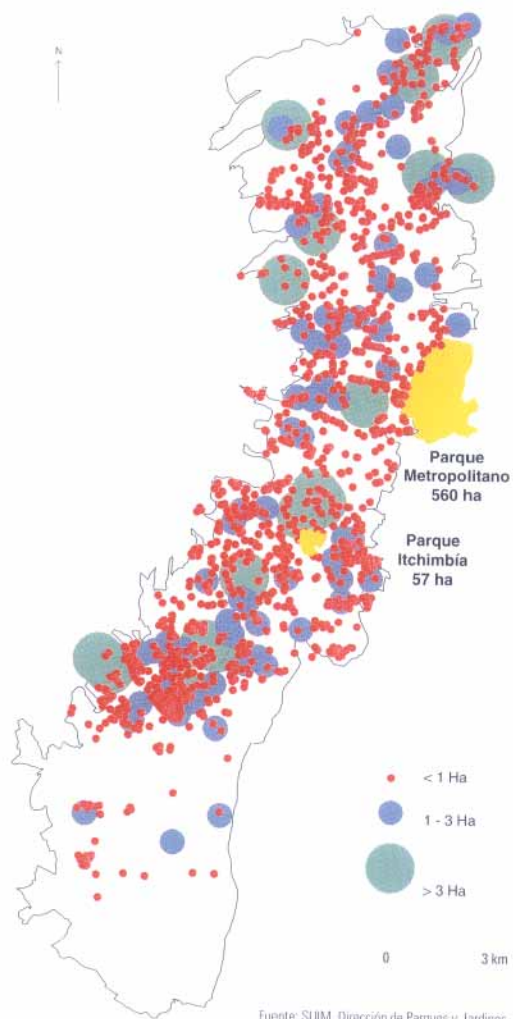 N
Parque
Metropolitano
560 ha
Parque
Itchimbía
57 ha
< 1 Ha
1 - 3 Ha
> 3 Ha
0 3 km
Fuente: SUIM, Dirección de Parques y Jardines